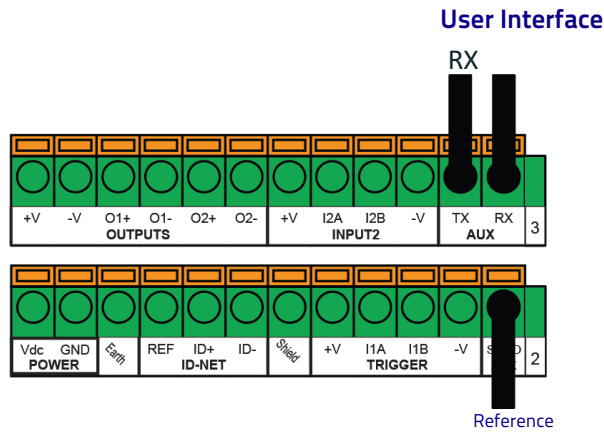 User Interface
RX
+V -V O1+ O1- O2+ O2- +V I2A I2B -V TX RX
OUTPUTS INPUT2 AUX 3
Vdc GND Earth REF ID+ ID- Shield +V I1A I1B -V
POWER ID-NET TRIGGER 2
Reference